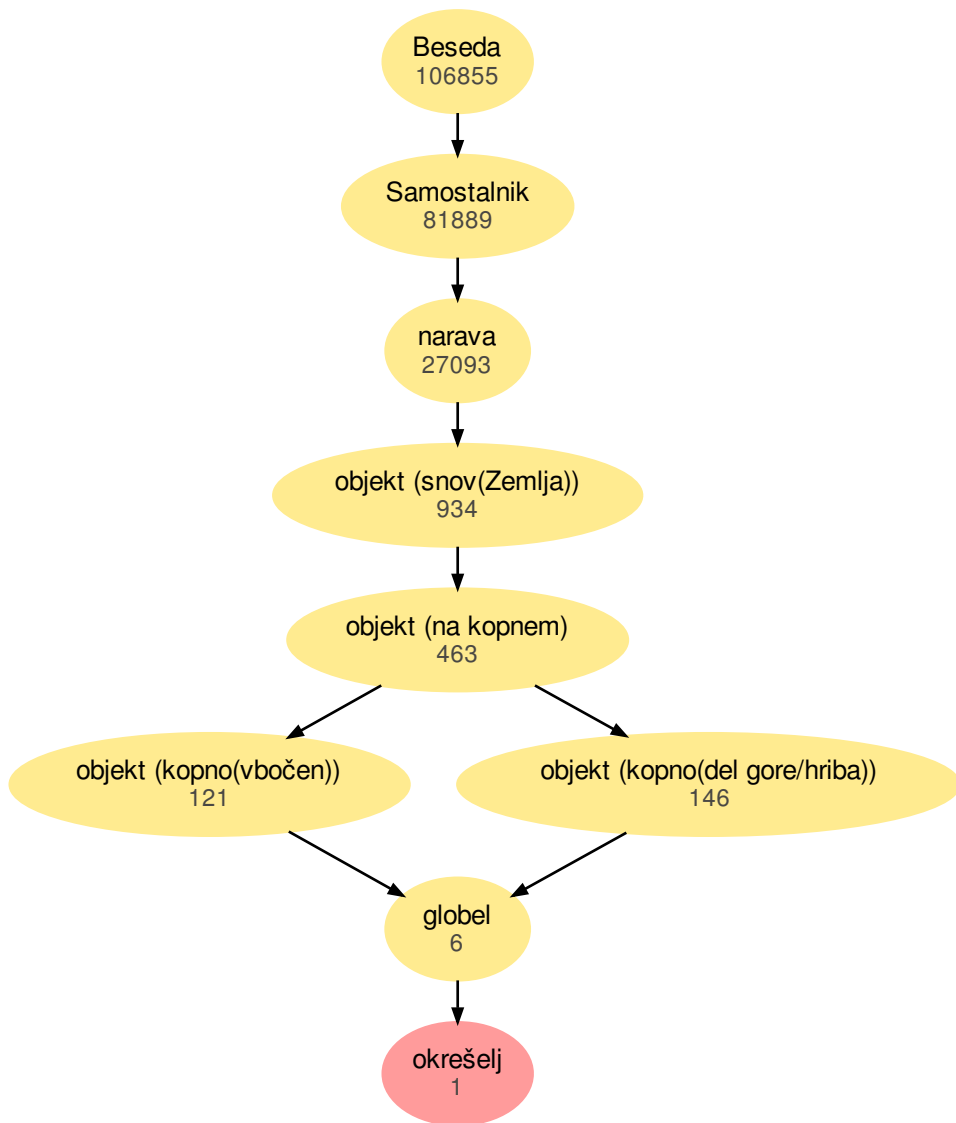 Beseda
106855
Samostalnik
81889
narava
27093
objekt (snov(Zemlja))
934
objekt (na kopnem)
463
objekt (kopno(vbočen))
121
objekt (kopno(del gore/hriba))
146
globel
6
okrešelj
1